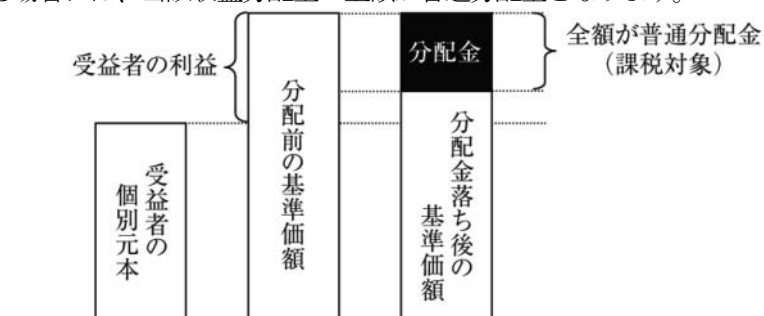 受益者の利益
分配金
全額が普通分配金
（課税対象）
受益者の
個別元本
分配前の基準価額
分配金落ち後の
基準価額